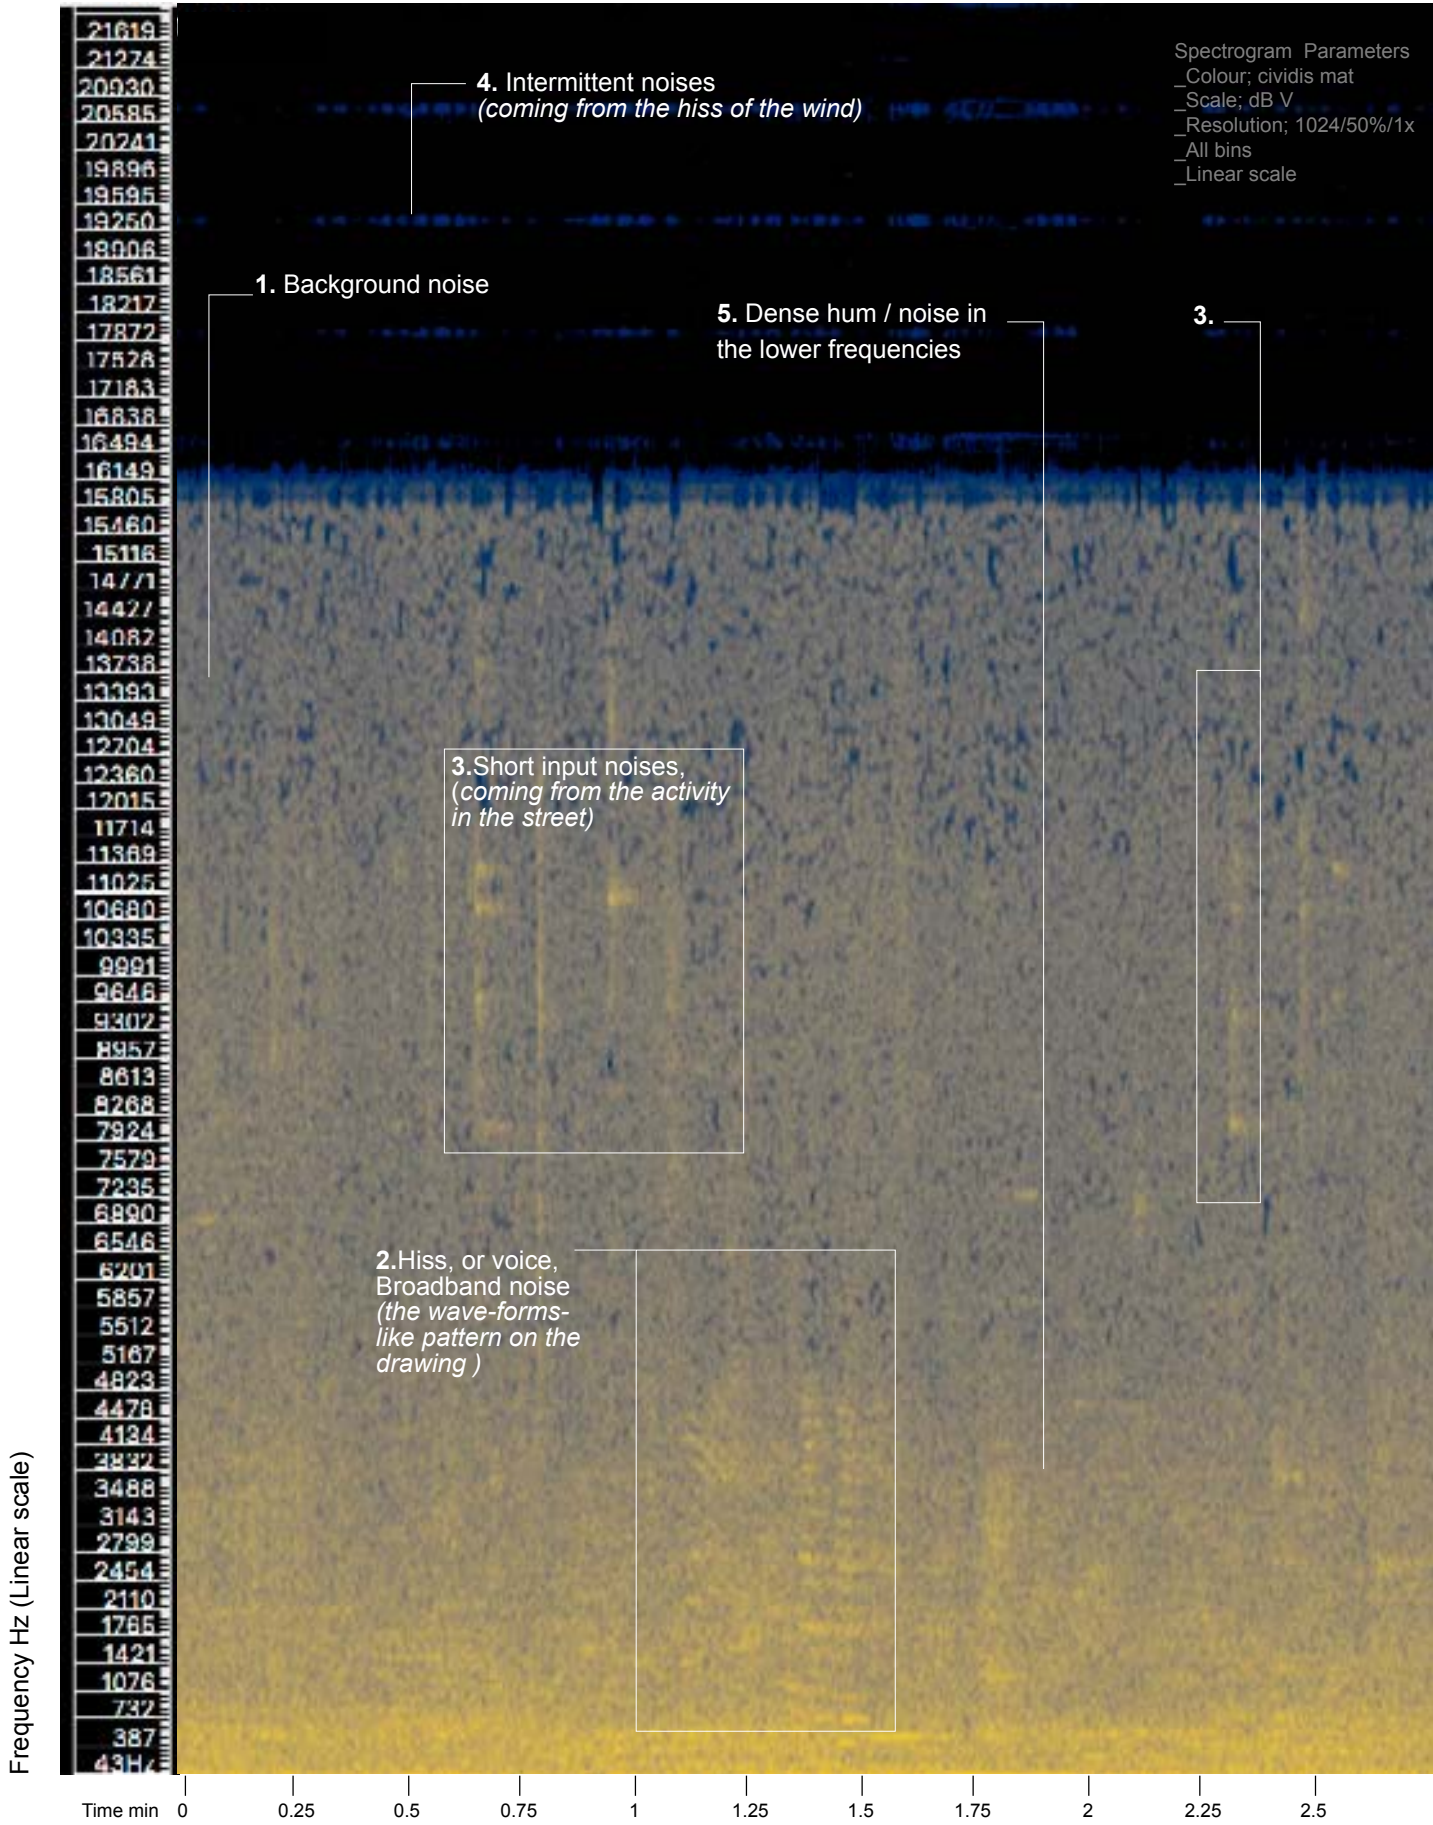 21619
21274
20930
20585
20241
19896
19595
19250
18906
18561
18217
17872
17528
17183
16838
16494
16149
15805
15460
15116
14771
14427
14082
13738
13393
13049
12704
12360
12015
11714
11369
11025
10680
10335
9991
9646
9302
8957
8613
8268
7924
7579
7235
6890
6546
6201
5857
5512
5167
4823
4478
4134
3832
3488
3143
2799
2454
2110
1765
1421
1076
732
387
43Hz
Frequency Hz (Linear scale)
Spectrogram Parameters
_Colour; cividis mat
_Scale; dB V
_Resolution; 1024/50%/1x
_All bins
_Linear scale
4. Intermittent noises
(coming from the hiss of the wind)
1. Background noise
5. Dense hum / noise in
the lower frequencies
3.
3.Short input noises,
(coming from the activity
in the street)
2.Hiss, or voice,
Broadband noise
(the wave-forms-
like pattern on the
drawing )
Time min 0 0.25 0.5 0.75 1 1.25 1.5 1.75 2 2.25 2.5